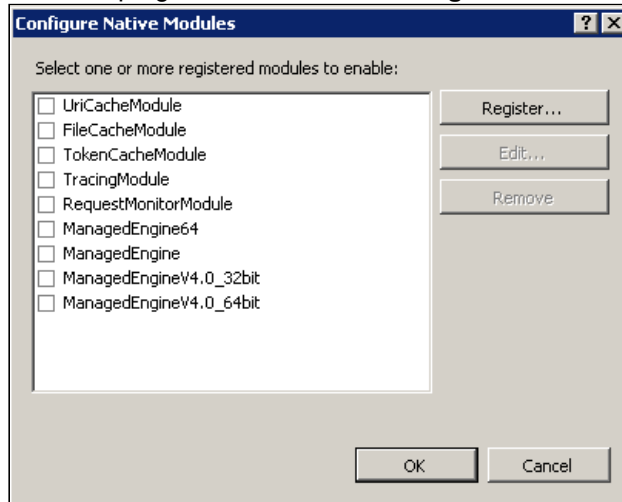 Configure Native Modules
Select one or more registered modules to enable:
UriCacheModule
FileCacheModule
TokenCacheModule
TracingModule
RequestMonitorModule
ManagedEngine64
ManagedEngine
ManagedEngineV4.0_32bit
ManagedEngineV4.0_64bit
Register...
Edit...
Remove
OK
Cancel